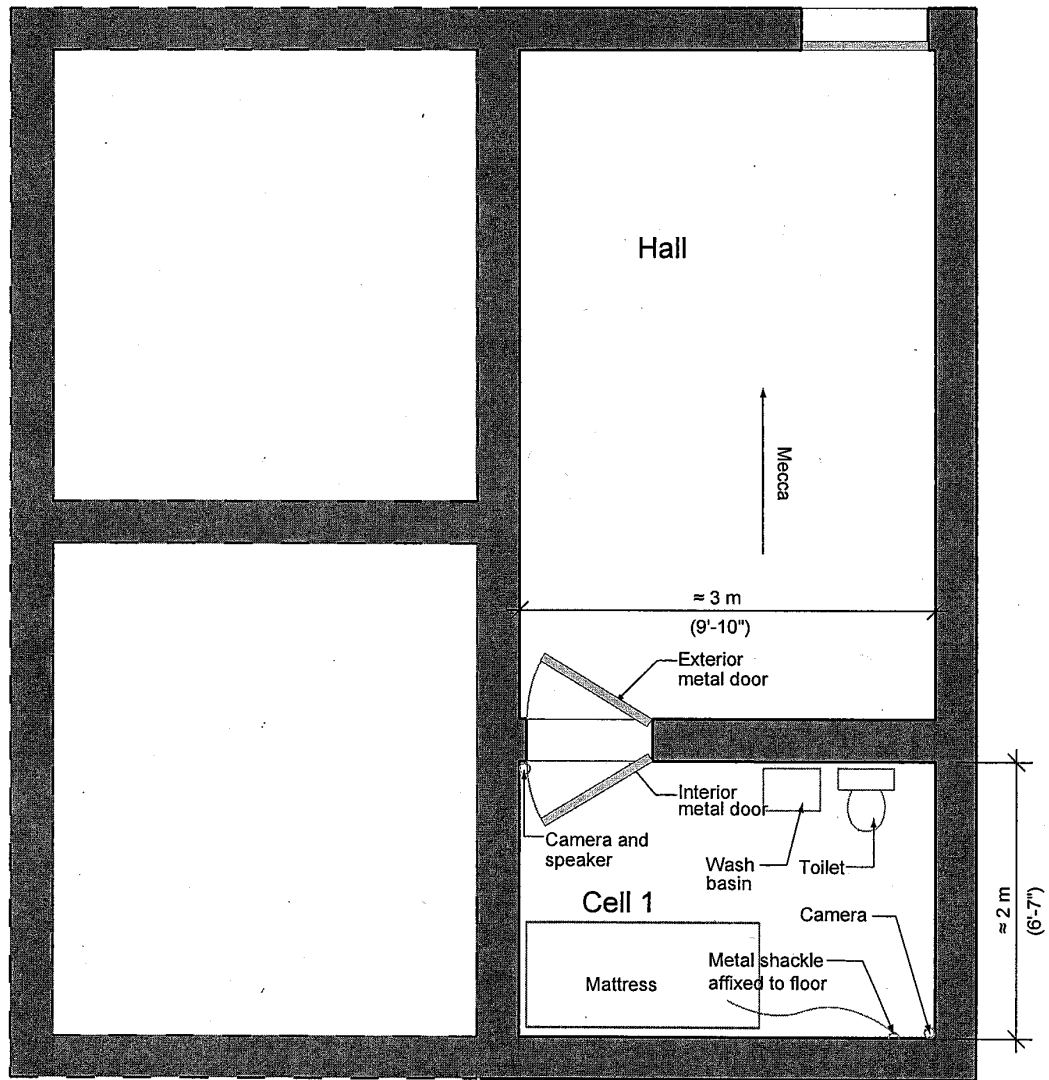 Hall
Mecca
≈ 3 m
(9'-10")
Exterior
metal door
Interior
metal door
Camera and
speaker
Wash
basin
Toilet
Cell 1
Camera
≈ 2 m
(6'-7")
Metal shackle
affixed to floor
Mattress